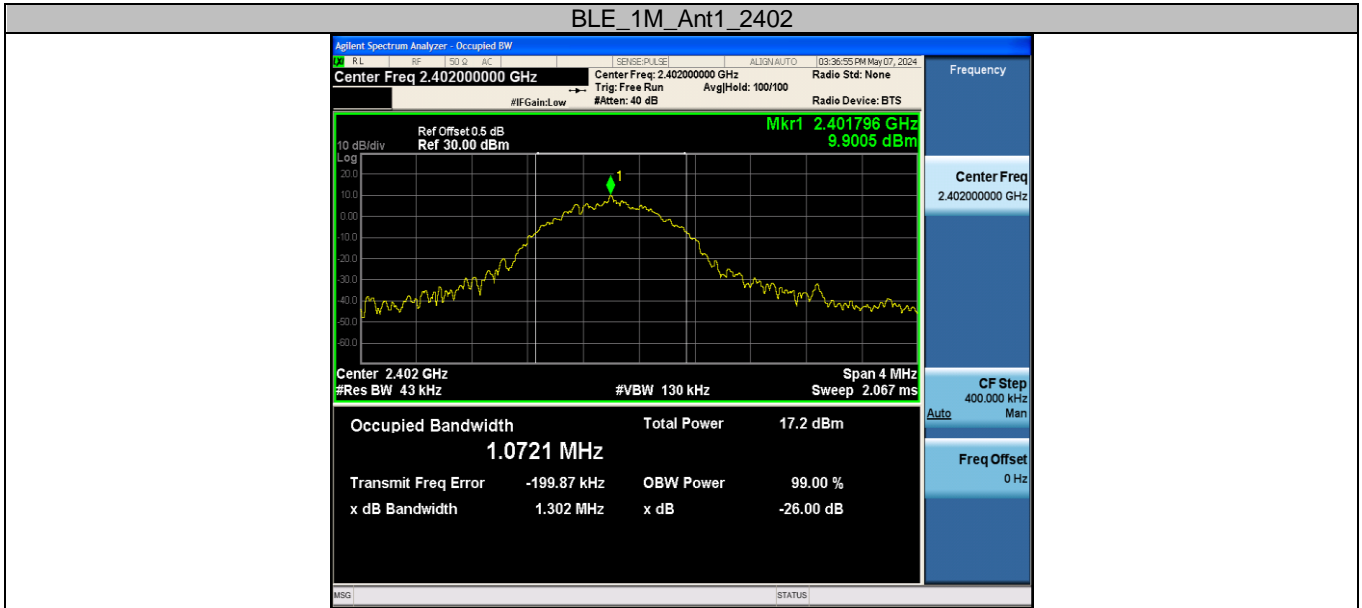 BLE_1M_Ant1_2402
Agilent Spectrum Analyzer - Occupied BW
RL RF 50 Ω AC SENSE:PULSE ALIGN AUTO 03:36:55 PM May 07, 2024
Center Freq 2.402000000 GHz
Center Freq: 2.402000000 GHz
Radio Std: None
Trig: Free Run Avg|Hold: 100/100
#IFGain:Low
#Atten: 40 dB
Radio Device: BTS
Mkr1 2.401796 GHz
9.9005 dBm
Ref Offset 0.5 dB
10 dB/div Ref 30.00 dBm
Log
20.0
10.0
0.00
-10.0
-20.0
-30.0
-40.0
-50.0
-60.0
1
Center 2.402 GHz Span 4 MHz
#Res BW 43 kHz #VBW 130 kHz Sweep 2.067 ms
Occupied Bandwidth Total Power 17.2 dBm
1.0721 MHz
Transmit Freq Error -199.87 kHz OBW Power 99.00 %
x dB Bandwidth 1.302 MHz x dB -26.00 dB
MSG STATUS
Frequency
Center Freq
2.402000000 GHz
CF Step
400.000 kHz
Auto Man
Freq Offset
0 Hz